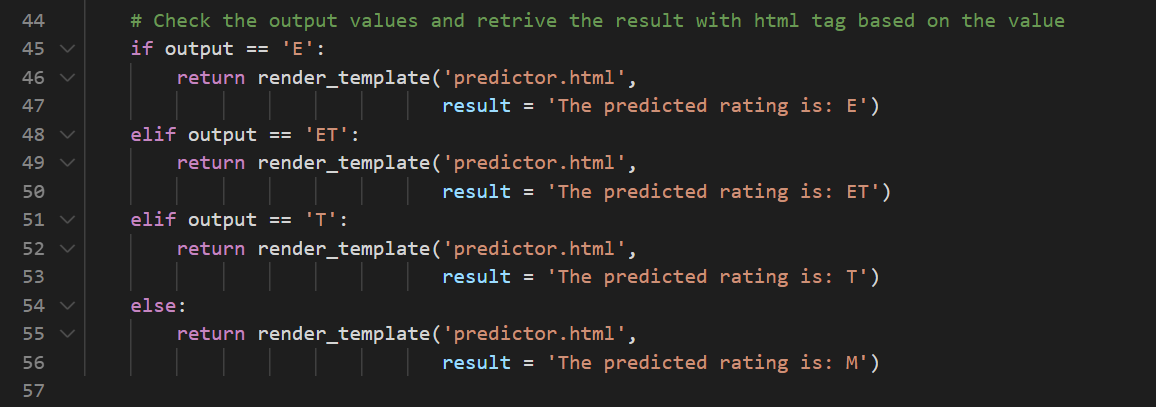 44 # Check the output values and retrive the result with html tag based on the value
45 if output == 'E':
46 return render_template('predictor.html',
47 result = 'The predicted rating is: E')
48 elif output == 'ET':
49 return render_template('predictor.html',
50 result = 'The predicted rating is: ET')
51 elif output == 'T':
52 return render_template('predictor.html',
53 result = 'The predicted rating is: T')
54 else:
55 return render_template('predictor.html',
56 result = 'The predicted rating is: M')
57